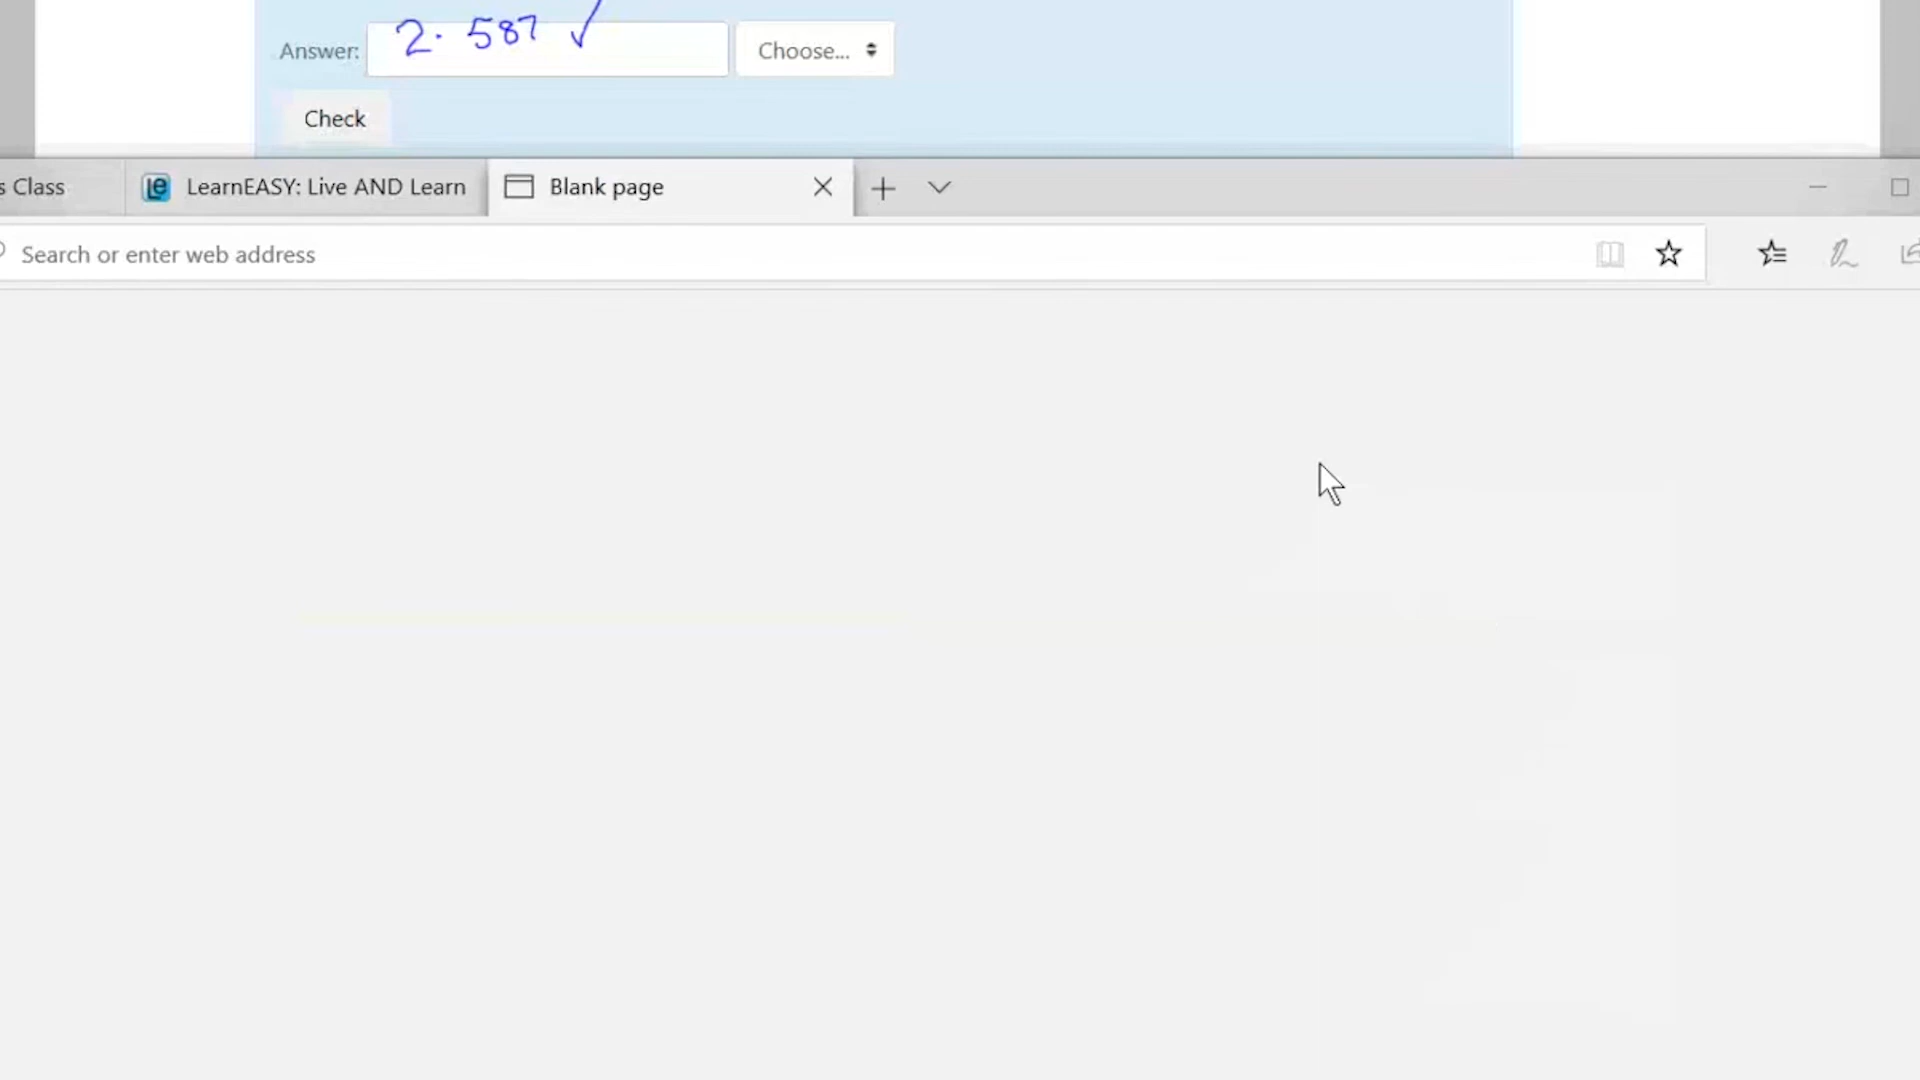 Answer: 2.587 ✓ Choose...
Check
s Class LearnEASY: Live AND Learn Blank page
Search or enter web address